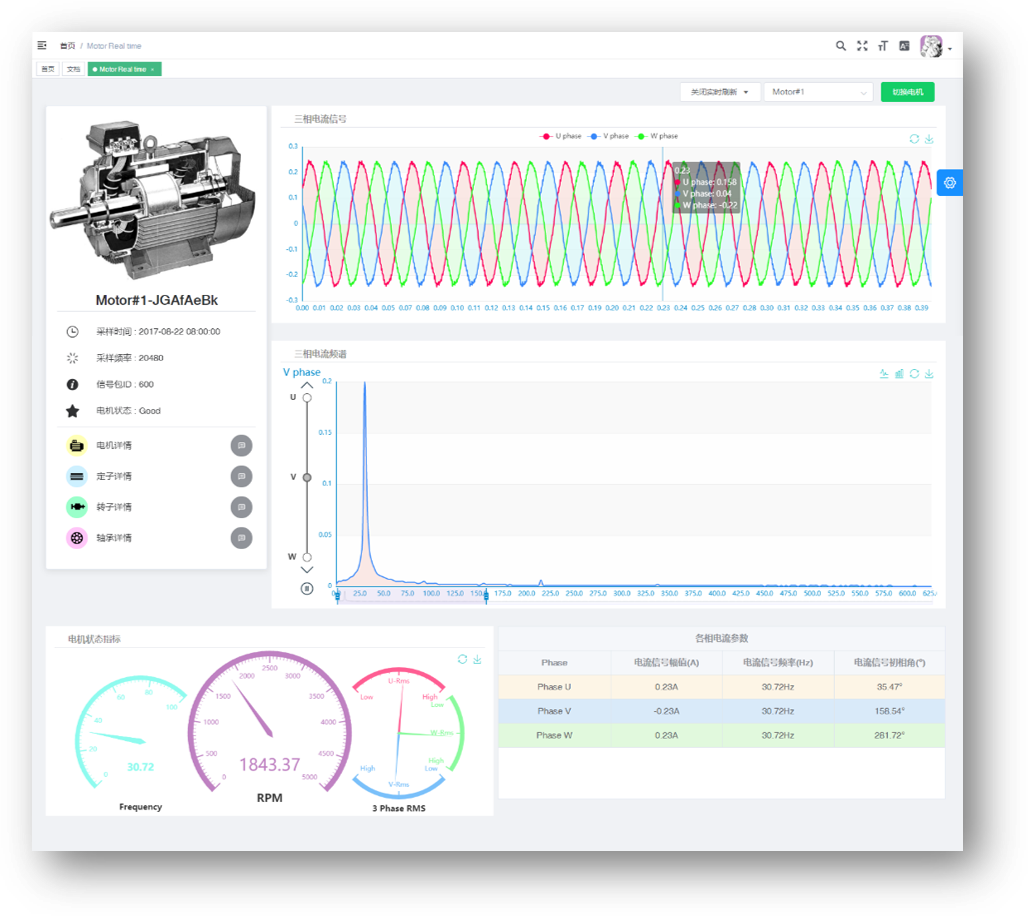 首页 / Motor Real time
首页 文档 Motor Real time ×
关闭实时刷新 Motor#1 切换电机
三相电流信号
U phase V phase W phase
0.3
0.2
0.1
0
-0.1
-0.2
-0.3
0.23
U phase: 0.158
V phase: 0.04
W phase: -0.22
0.00 0.01 0.02 0.03 0.04 0.05 0.06 0.07 0.08 0.09 0.10 0.11 0.12 0.13 0.14 0.15 0.16 0.17 0.18 0.19 0.20 0.21 0.22 0.23 0.24 0.25 0.26 0.27 0.28 0.29 0.30 0.31 0.32 0.33 0.34 0.35 0.36 0.37 0.38 0.39
Motor#1-JGAfAeBk
采样时间 : 2017-08-22 08:00:00
采样频率 : 20480
信号包ID : 600
电机状态 : Good
电机详情
定子详情
转子详情
轴承详情
三相电流频谱
V phase
U
V
W
0.2
0.15
0.1
0.05
0
25.0 50.0 75.0 100.0 125.0 150.0 175.0 200.0 225.0 250.0 275.0 300.0 325.0 350.0 375.0 400.0 425.0 450.0 475.0 500.0 525.0 550.0 575.0 600.0
电机状态指标
0 20 40 60 80 100
30.72
Frequency
0 500 1000 1500 2000 2500 3000 3500 4000 4500 5000
1843.37
RPM
U-Rms
Low High
Low
W-Rms
High
High Low
V-Rms
3 Phase RMS
各相电流参数
Phase 电流信号幅值(A) 电流信号频率(Hz) 电流信号初相角(°)
Phase U 0.23A 30.72Hz 35.47°
Phase V -0.23A 30.72Hz 158.54°
Phase W 0.23A 30.72Hz 281.72°